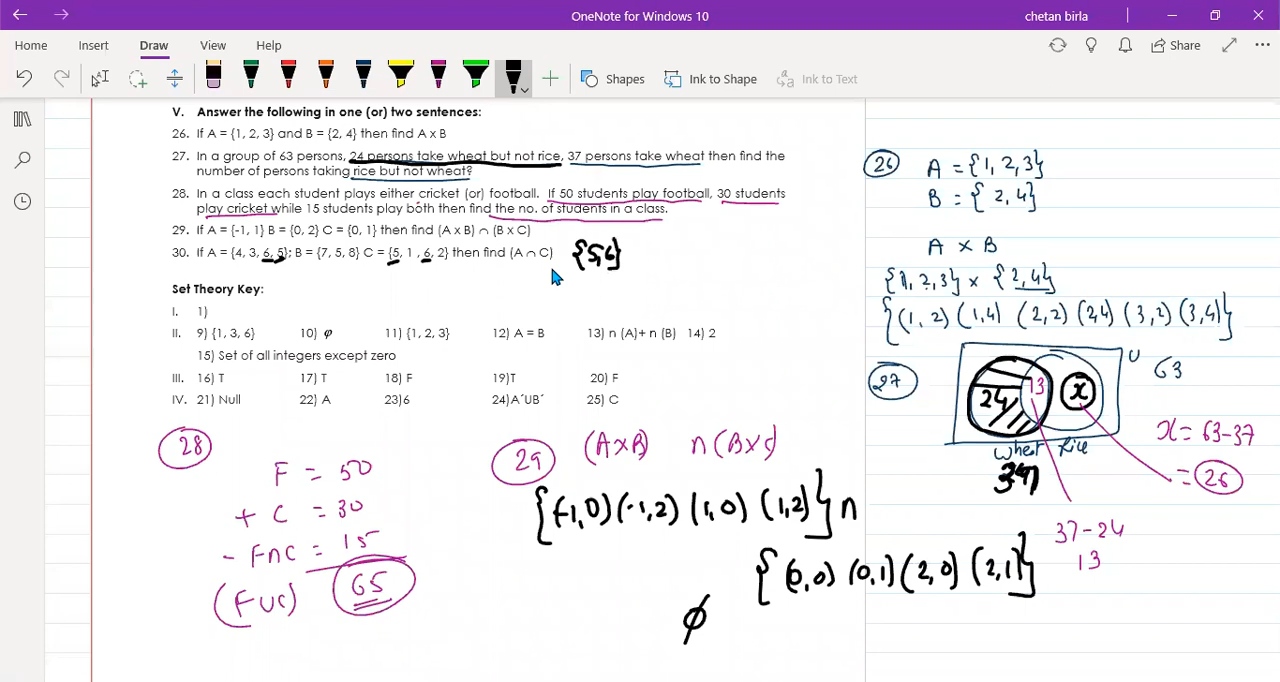 OneNote for Windows 10
chetan birla
Home Insert Draw View Help
Share
Shapes Ink to Shape Ink to Text
V. Answer the following in one (or) two sentences:
26. If A = {1, 2, 3} and B = {2, 4} then find A x B
27. In a group of 63 persons, 24 persons take wheat but not rice, 37 persons take wheat then find the
number of persons taking rice but not wheat?
28. In a class each student plays either cricket (or) football. If 50 students play football, 30 students
play cricket while 15 students play both then find the no. of students in a class.
29. If A = {-1, 1} B = {0, 2} C = {0, 1} then find (A x B) ∩ (B x C)
30. If A = {4, 3, 6, 5}; B = {7, 5, 8} C = {5, 1 , 6, 2} then find (A ∩ C) {5,6}
Set Theory Key:
I. 1)
II. 9) {1, 3, 6} 10) φ 11) {1, 2, 3} 12) A = B 13) n (A)+ n (B) 14) 2
15) Set of all integers except zero
III. 16) T 17) T 18) F 19)T 20) F
IV. 21) Null 22) A 23)6 24)A´UB´ 25) C
28
F = 50
+ C = 30
- F∩C = 15
(F∪C) 65
29 (A×B) ∩ (B×C)
{(-1,0) (-1,2) (1,0) (1,2)} ∩
{(0,0) (0,1) (2,0) (2,1)}
ϕ
26 A = {1,2,3}
B = {2,4}
A × B
{1,2,3} × {2,4}
{(1,2) (1,4) (2,2) (2,4) (3,2) (3,4)}
27 24 13 x U 63
wheat Rice
37
x = 63-37
= 26
37-24
13